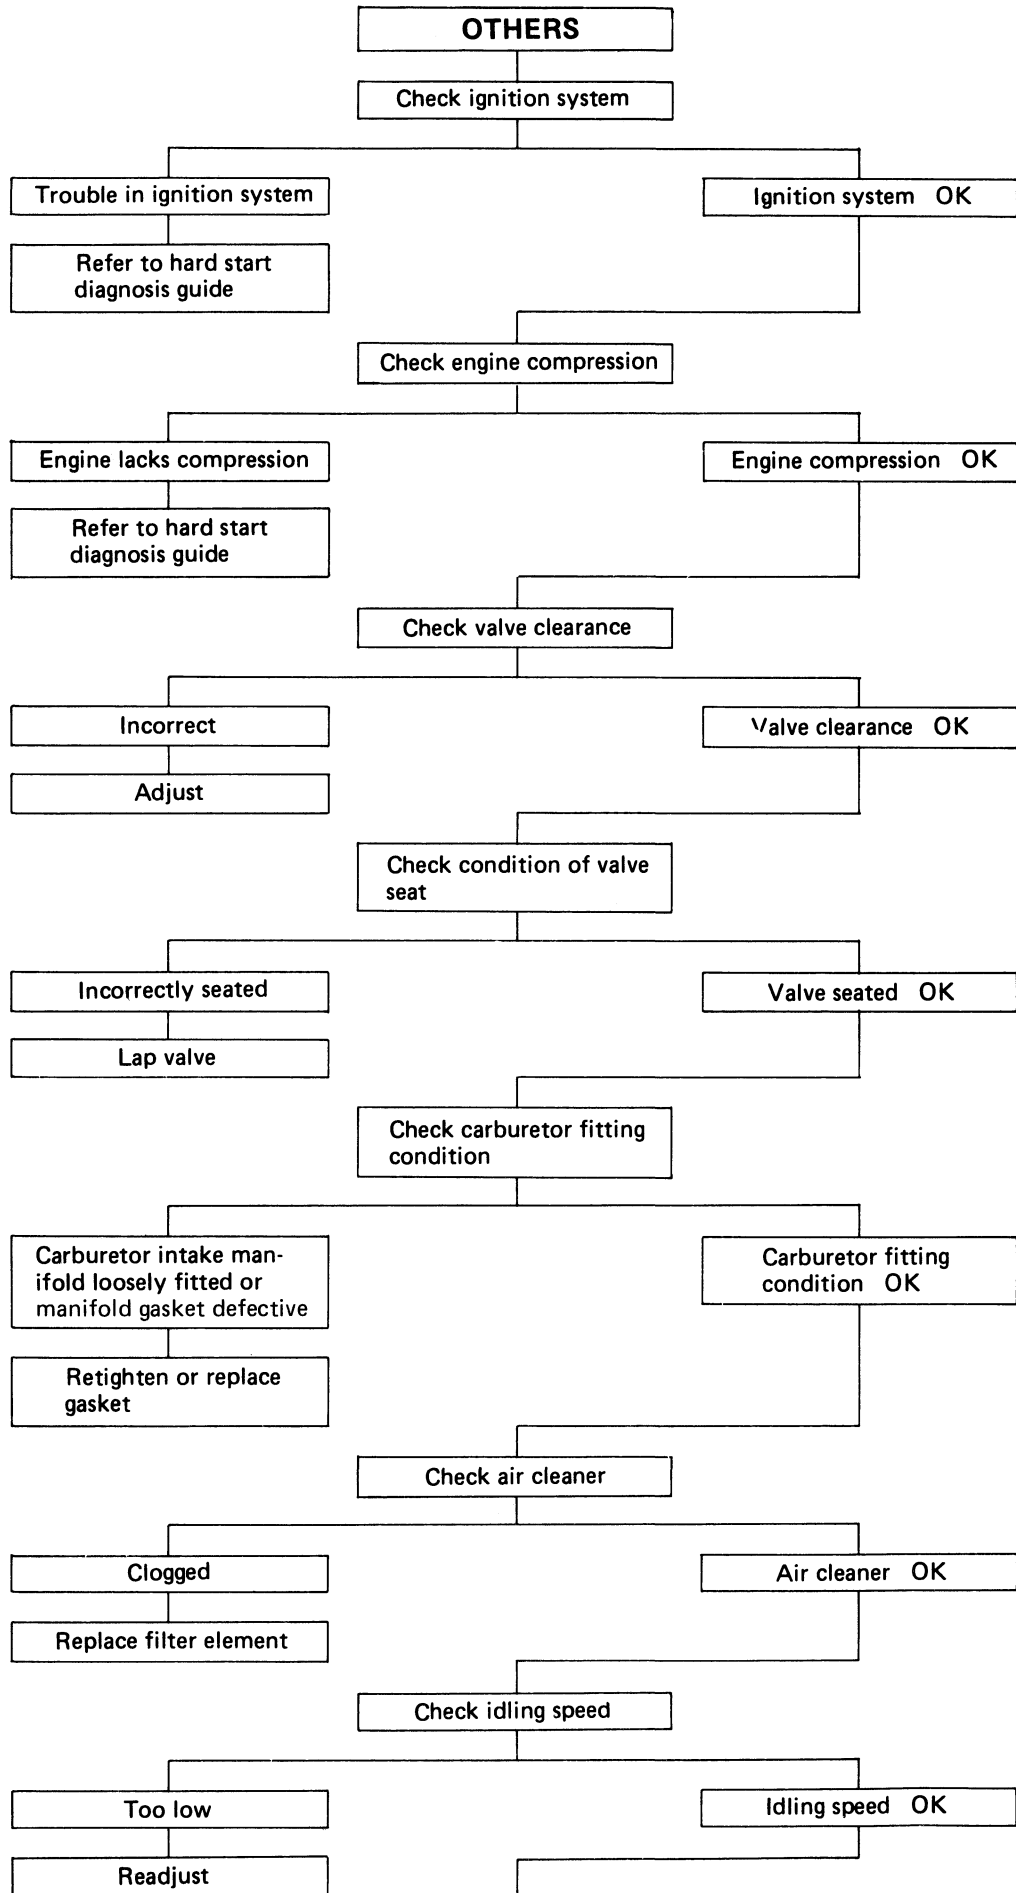 OTHERS
Check ignition system
Trouble in ignition system
Ignition system OK
Refer to hard start
diagnosis guide
Check engine compression
Engine lacks compression
Engine compression OK
Refer to hard start
diagnosis guide
Check valve clearance
Incorrect
Valve clearance OK
Adjust
Check condition of valve
seat
Incorrectly seated
Valve seated OK
Lap valve
Check carburetor fitting
condition
Carburetor intake man-
ifold loosely fitted or
manifold gasket defective
Carburetor fitting
condition OK
Retighten or replace
gasket
Check air cleaner
Clogged
Air cleaner OK
Replace filter element
Check idling speed
Too low
Idling speed OK
Readjust